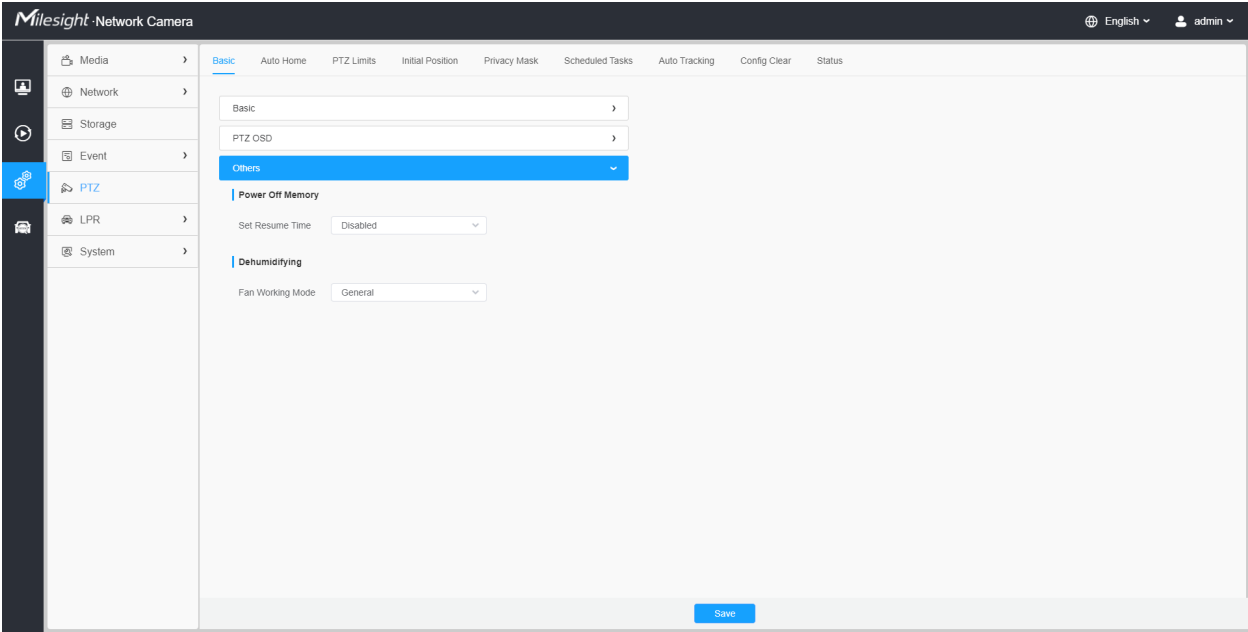 Milesight · Network Camera
English
admin
Media
Network
Storage
Event
PTZ
LPR
System
Basic Auto Home PTZ Limits Initial Position Privacy Mask Scheduled Tasks Auto Tracking Config Clear Status
Basic
PTZ OSD
Others
Power Off Memory
Set Resume Time Disabled
Dehumidifying
Fan Working Mode General
Save